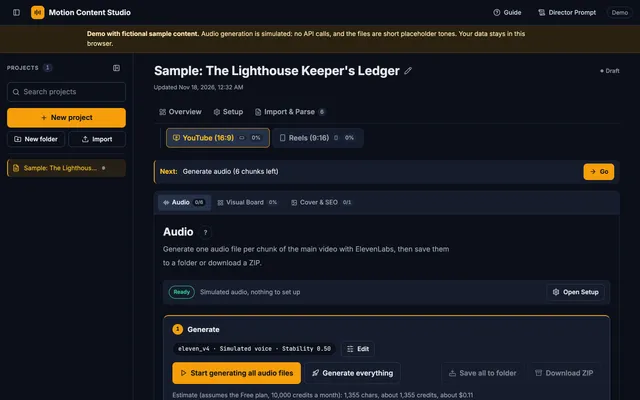 Motion Content Studio
Guide
Director Prompt
Demo
Demo with fictional sample content. Audio generation is simulated: no API calls, and the files are short placeholder tones. Your data stays in this
browser.
PROJECTS 1
Search projects
+ New project
New folder
Import
Sample: The Lighthous...
Sample: The Lighthouse Keeper's Ledger
Draft
Updated Nov 18, 2026, 12:32 AM
Overview
Setup
Import & Parse 6
YouTube (16:9) 0%
Reels (9:16) 0%
Next: Generate audio (6 chunks left)
Go
Audio 0/6
Visual Board 0%
Cover & SEO 0/1
Audio ?
Generate one audio file per chunk of the main video with ElevenLabs, then save them
to a folder or download a ZIP.
Ready
Simulated audio, nothing to set up
Open Setup
1 Generate
eleven_v4 · Simulated voice · Stability 0.50
Edit
Start generating all audio files
Generate everything
Save all to folder
Download ZIP
Estimate (assumes the Free plan, 10,000 credits a month): 1,355 chars, about 1,355 credits, about $0.11